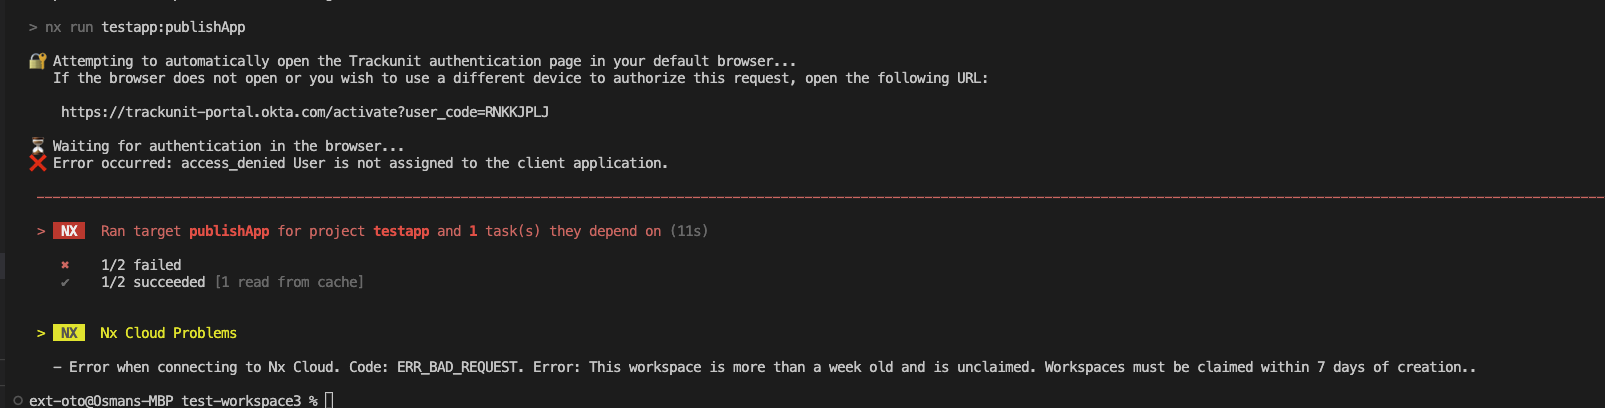 > nx run testapp:publishApp
🔐 Attempting to automatically open the Trackunit authentication page in your default browser...
If the browser does not open or you wish to use a different device to authorize this request, open the following URL:
https://trackunit-portal.okta.com/activate?user_code=RNKKJPLJ
⏳ Waiting for authentication in the browser...
❌ Error occurred: access_denied User is not assigned to the client application.
> NX Ran target publishApp for project testapp and 1 task(s) they depend on (11s)
✖ 1/2 failed
✔ 1/2 succeeded [1 read from cache]
> NX Nx Cloud Problems
- Error when connecting to Nx Cloud. Code: ERR_BAD_REQUEST. Error: This workspace is more than a week old and is unclaimed. Workspaces must be claimed within 7 days of creation..
ext-oto@Osmans-MBP test-workspace3 %